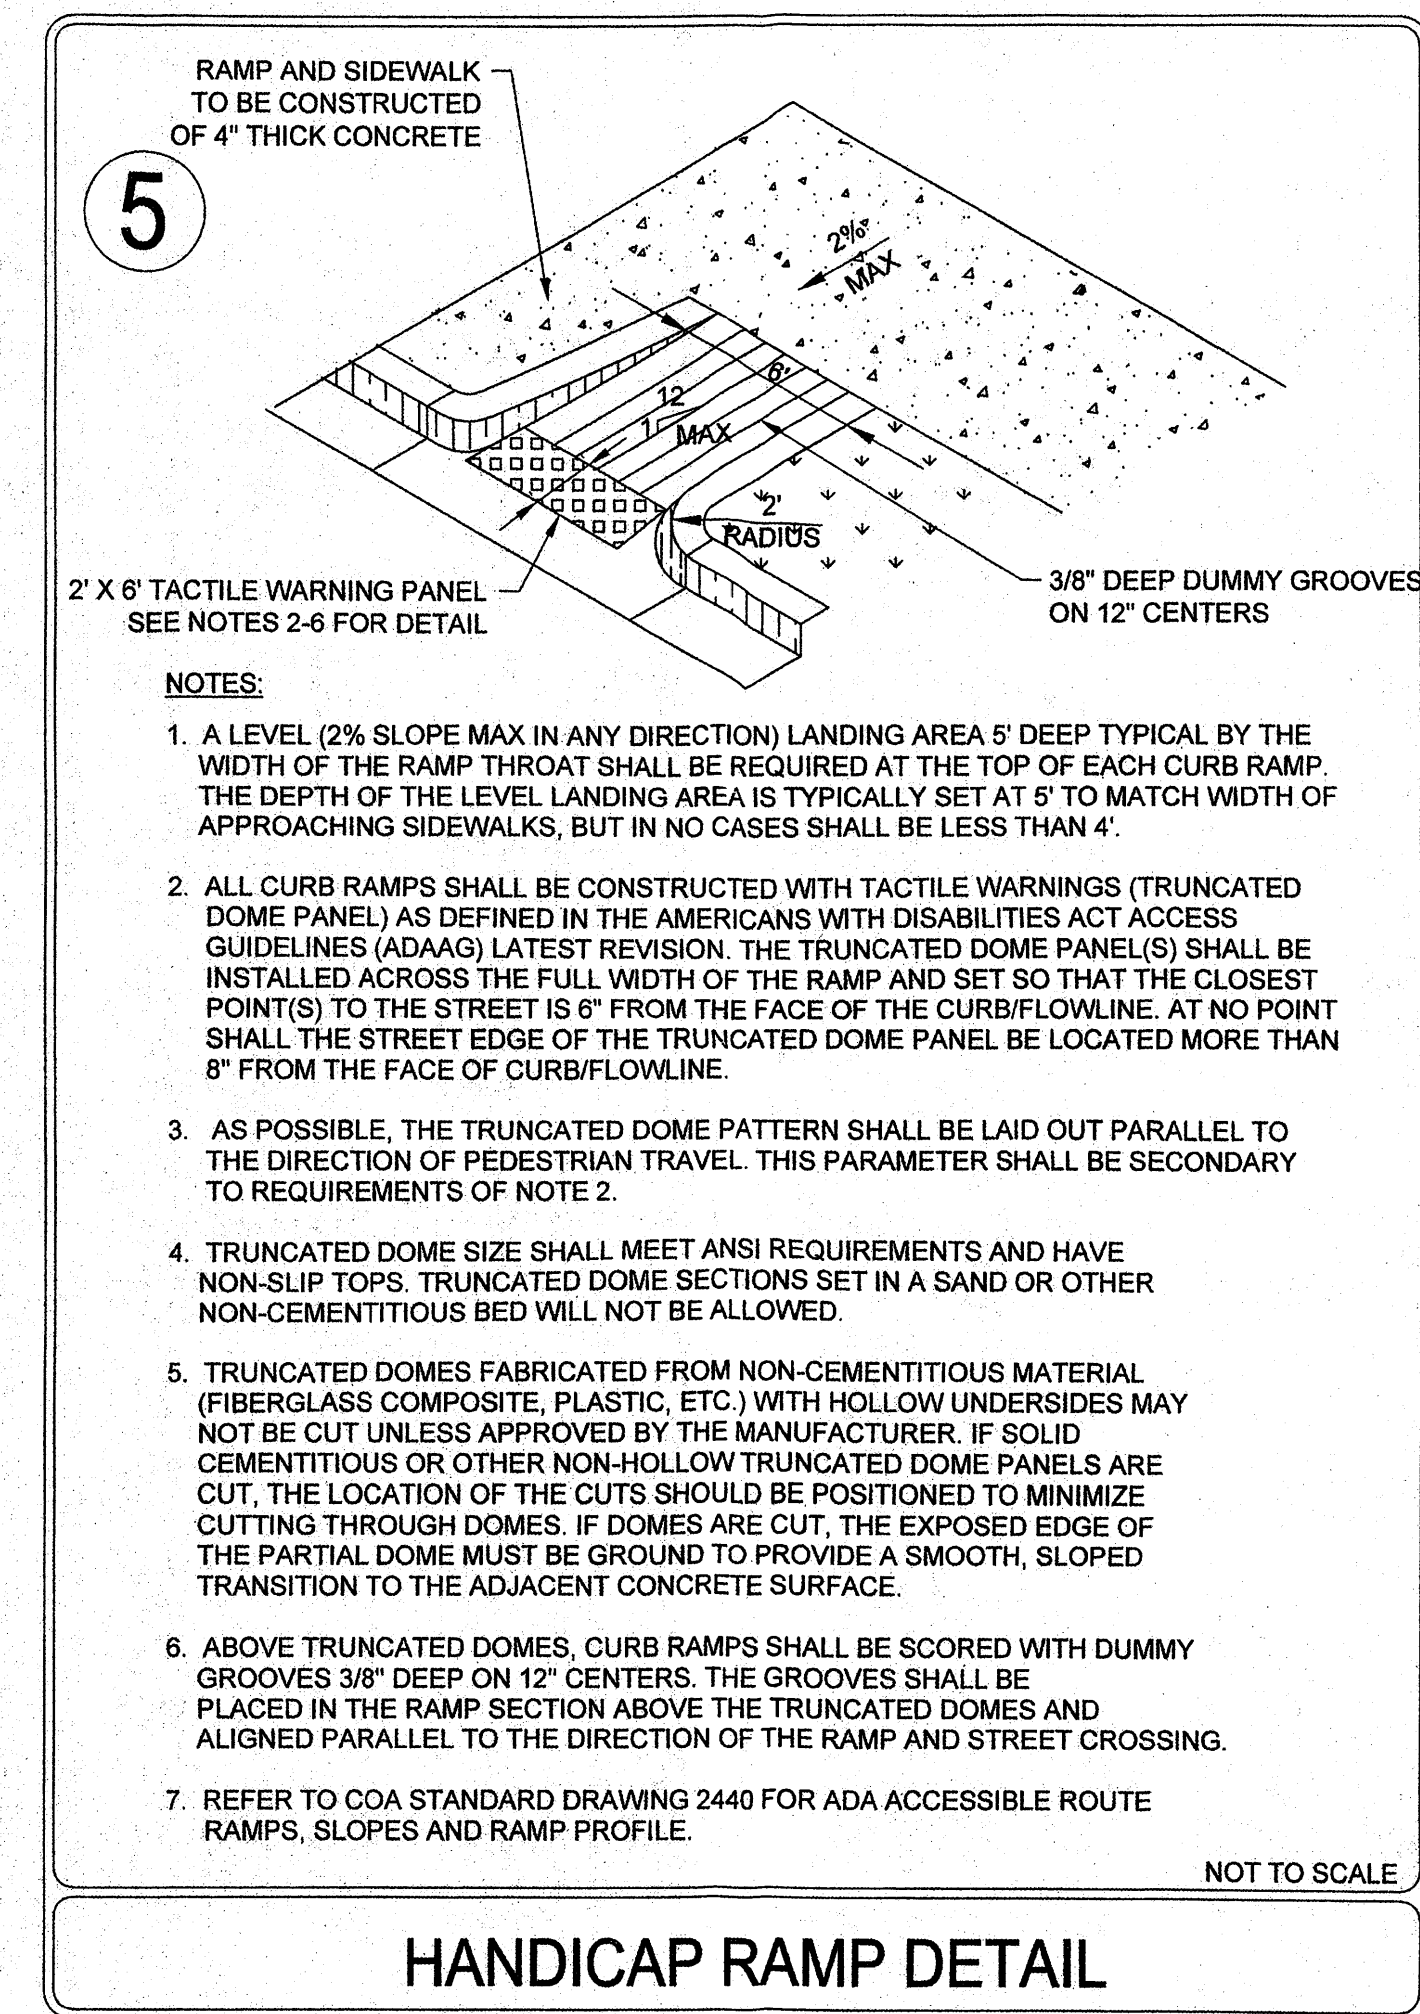 RAMP AND SIDEWALK
TO BE CONSTRUCTED
OF 4" THICK CONCRETE
5
2%
MAX
6'
12
1
MAX
2'
RADIUS
2' X 6' TACTILE WARNING PANEL
SEE NOTES 2-6 FOR DETAIL
3/8" DEEP DUMMY GROOVES
ON 12" CENTERS
NOTES:
1. A LEVEL (2% SLOPE MAX IN ANY DIRECTION) LANDING AREA 5' DEEP TYPICAL BY THE
WIDTH OF THE RAMP THROAT SHALL BE REQUIRED AT THE TOP OF EACH CURB RAMP.
THE DEPTH OF THE LEVEL LANDING AREA IS TYPICALLY SET AT 5' TO MATCH WIDTH OF
APPROACHING SIDEWALKS, BUT IN NO CASES SHALL BE LESS THAN 4'.
2. ALL CURB RAMPS SHALL BE CONSTRUCTED WITH TACTILE WARNINGS (TRUNCATED
DOME PANEL) AS DEFINED IN THE AMERICANS WITH DISABILITIES ACT ACCESS
GUIDELINES (ADAAG) LATEST REVISION. THE TRUNCATED DOME PANEL(S) SHALL BE
INSTALLED ACROSS THE FULL WIDTH OF THE RAMP AND SET SO THAT THE CLOSEST
POINT(S) TO THE STREET IS 6" FROM THE FACE OF THE CURB/FLOWLINE. AT NO POINT
SHALL THE STREET EDGE OF THE TRUNCATED DOME PANEL BE LOCATED MORE THAN
8" FROM THE FACE OF CURB/FLOWLINE.
3. AS POSSIBLE, THE TRUNCATED DOME PATTERN SHALL BE LAID OUT PARALLEL TO
THE DIRECTION OF PEDESTRIAN TRAVEL. THIS PARAMETER SHALL BE SECONDARY
TO REQUIREMENTS OF NOTE 2.
4. TRUNCATED DOME SIZE SHALL MEET ANSI REQUIREMENTS AND HAVE
NON-SLIP TOPS. TRUNCATED DOME SECTIONS SET IN A SAND OR OTHER
NON-CEMENTITIOUS BED WILL NOT BE ALLOWED.
5. TRUNCATED DOMES FABRICATED FROM NON-CEMENTITIOUS MATERIAL
(FIBERGLASS COMPOSITE, PLASTIC, ETC.) WITH HOLLOW UNDERSIDES MAY
NOT BE CUT UNLESS APPROVED BY THE MANUFACTURER. IF SOLID
CEMENTITIOUS OR OTHER NON-HOLLOW TRUNCATED DOME PANELS ARE
CUT, THE LOCATION OF THE CUTS SHOULD BE POSITIONED TO MINIMIZE
CUTTING THROUGH DOMES. IF DOMES ARE CUT, THE EXPOSED EDGE OF
THE PARTIAL DOME MUST BE GROUND TO PROVIDE A SMOOTH, SLOPED
TRANSITION TO THE ADJACENT CONCRETE SURFACE.
6. ABOVE TRUNCATED DOMES, CURB RAMPS SHALL BE SCORED WITH DUMMY
GROOVES 3/8" DEEP ON 12" CENTERS. THE GROOVES SHALL BE
PLACED IN THE RAMP SECTION ABOVE THE TRUNCATED DOMES AND
ALIGNED PARALLEL TO THE DIRECTION OF THE RAMP AND STREET CROSSING.
7. REFER TO COA STANDARD DRAWING 2440 FOR ADA ACCESSIBLE ROUTE
RAMPS, SLOPES AND RAMP PROFILE.
NOT TO SCALE
HANDICAP RAMP DETAIL